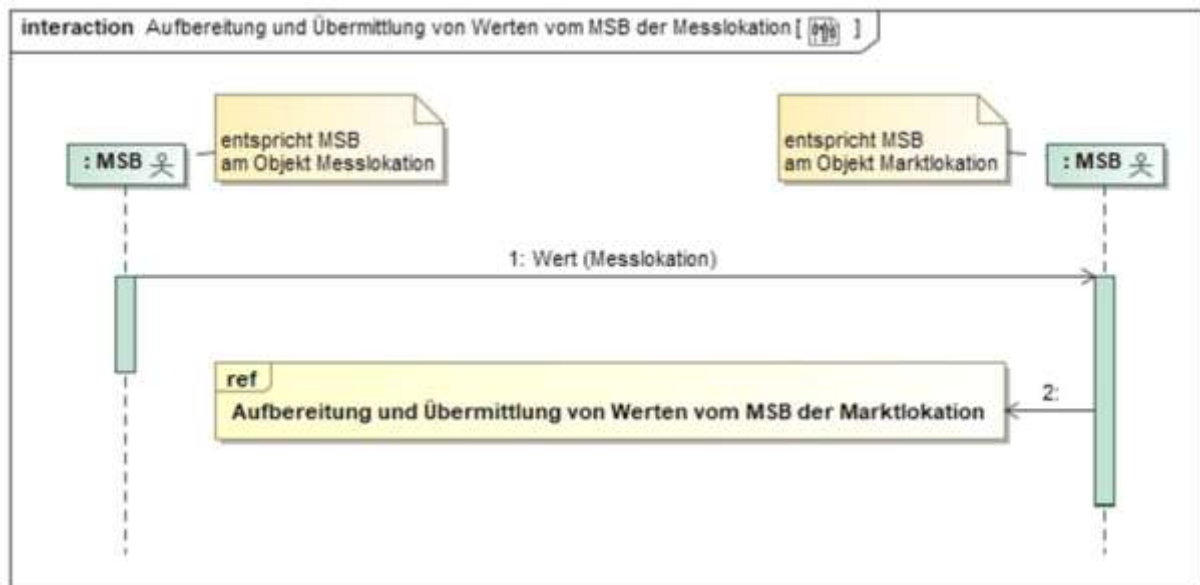 interaction Aufbereitung und Übermittlung von Werten vom MSB der Messlokation [ ]
entspricht MSB
am Objekt Messlokation
: MSB
entspricht MSB
am Objekt Marktlokation
: MSB
1: Wert (Messlokation)
ref
Aufbereitung und Übermittlung von Werten vom MSB der Marktlokation
2: